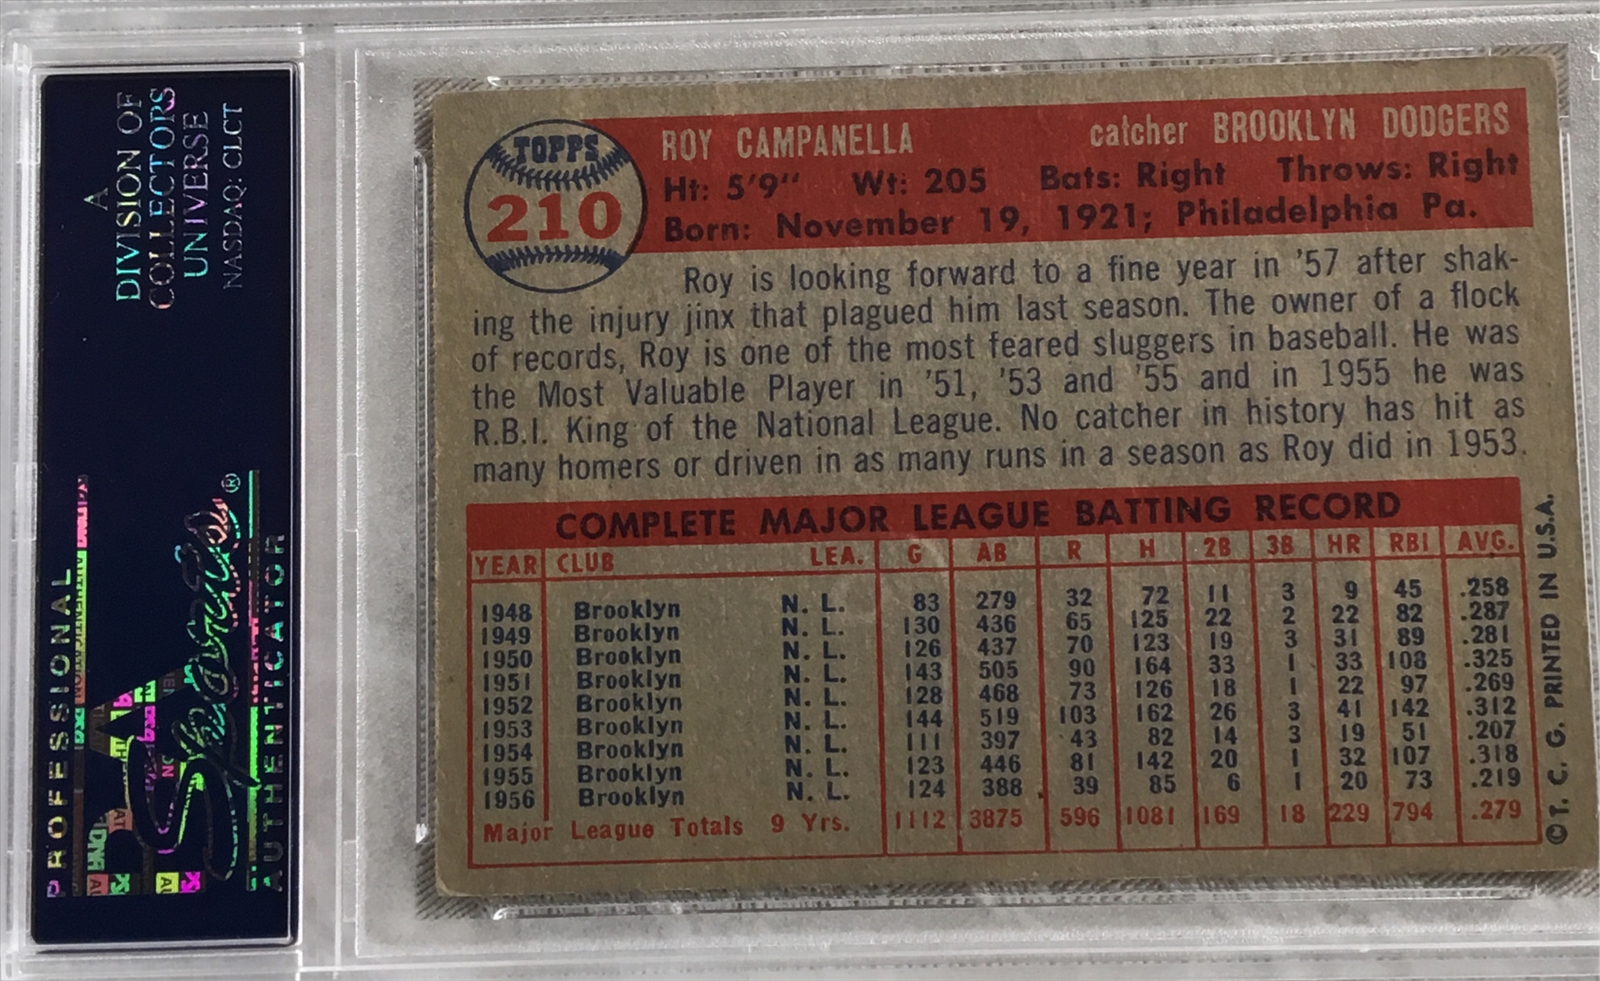 A
DIVISION OF
COLLECTORS
UNIVERSE
NASDAQ: CLCT
PROFESSIONAL
Sports
®
AUTHENTICATOR
TOPPS
210
ROY CAMPANELLA catcher BROOKLYN DODGERS
Ht: 5'9" Wt: 205 Bats: Right Throws: Right
Born: November 19, 1921; Philadelphia Pa.
Roy is looking forward to a fine year in '57 after shak-
ing the injury jinx that plagued him last season. The owner of a flock
of records, Roy is one of the most feared sluggers in baseball. He was
the Most Valuable Player in '51, '53 and '55 and in 1955 he was
R.B.I. King of the National League. No catcher in history has hit as
many homers or driven in as many runs in a season as Roy did in 1953.
COMPLETE MAJOR LEAGUE BATTING RECORD
YEAR CLUB LEA. G AB R H 2B 3B HR RBI AVG.
1948 Brooklyn N. L. 83 279 32 72 11 3 9 45 .258
1949 Brooklyn N. L. 130 436 65 125 22 2 22 82 .287
1950 Brooklyn N. L. 126 437 70 123 19 3 31 89 .281
1951 Brooklyn N. L. 143 505 90 164 33 1 33 108 .325
1952 Brooklyn N. L. 128 468 73 126 18 1 22 97 .269
1953 Brooklyn N. L. 144 519 103 162 26 3 41 142 .312
1954 Brooklyn N. L. 111 397 43 82 14 3 19 51 .207
1955 Brooklyn N. L. 123 446 81 142 20 1 32 107 .318
1956 Brooklyn N. L. 124 388 39 85 6 1 20 73 .219
Major League Totals 9 Yrs. 1112 3875 596 1081 169 18 229 794 .279
© T. C. G. PRINTED IN U.S.A.